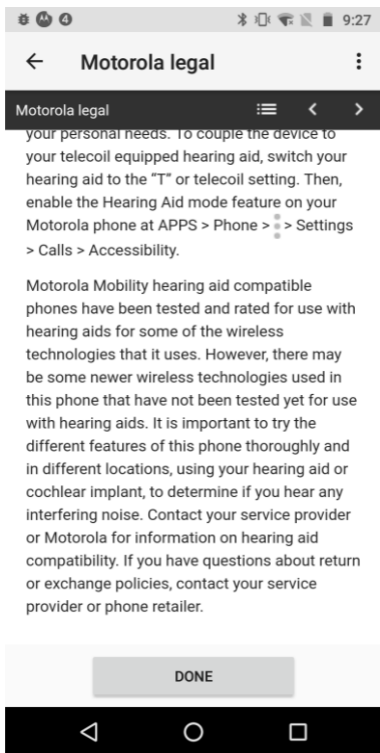 9:27
Motorola legal
Motorola legal
your personal needs. To couple the device to
your telecoil equipped hearing aid, switch your
hearing aid to the “T” or telecoil setting. Then,
enable the Hearing Aid mode feature on your
Motorola phone at APPS > Phone > > Settings
> Calls > Accessibility.
Motorola Mobility hearing aid compatible
phones have been tested and rated for use with
hearing aids for some of the wireless
technologies that it uses. However, there may
be some newer wireless technologies used in
this phone that have not been tested yet for use
with hearing aids. It is important to try the
different features of this phone thoroughly and
in different locations, using your hearing aid or
cochlear implant, to determine if you hear any
interfering noise. Contact your service provider
or Motorola for information on hearing aid
compatibility. If you have questions about return
or exchange policies, contact your service
provider or phone retailer.
DONE